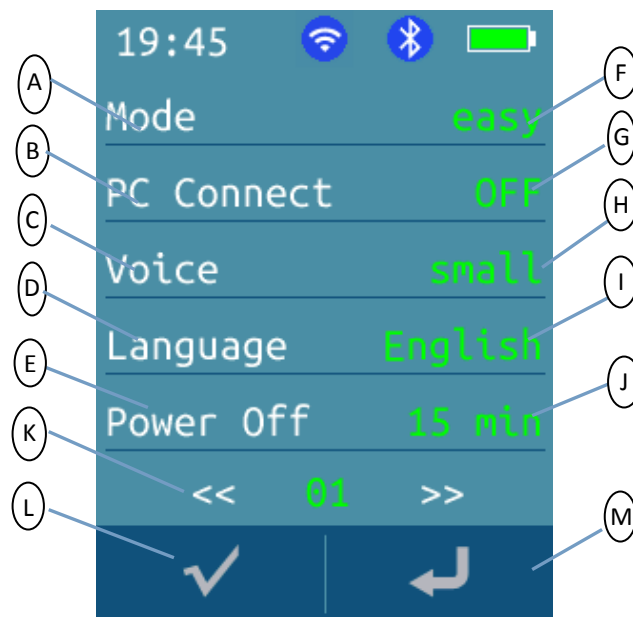 19:45
A Mode easy F
B PC Connect OFF G
C Voice small H
D Language English I
E Power Off 15 min J
K << 01 >>
L M